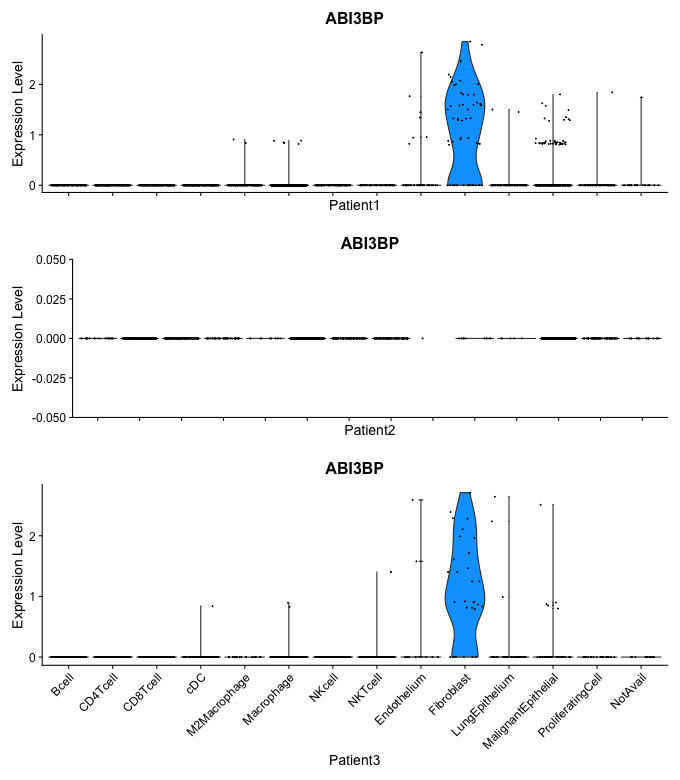 ABI3BP
Expression Level
2
1
0
Patient1
ABI3BP
Expression Level
0.050
0.025
0.000
-0.025
-0.050
Patient2
ABI3BP
Expression Level
2
1
0
Bcell
CD4Tcell
CD8Tcell
cDC
M2Macrophage
Macrophage
NKcell
NKTcell
Endothelium
Fibroblast
LungEpithelium
MalignantEpithelial
ProliferatingCell
NotAvail
Patient3